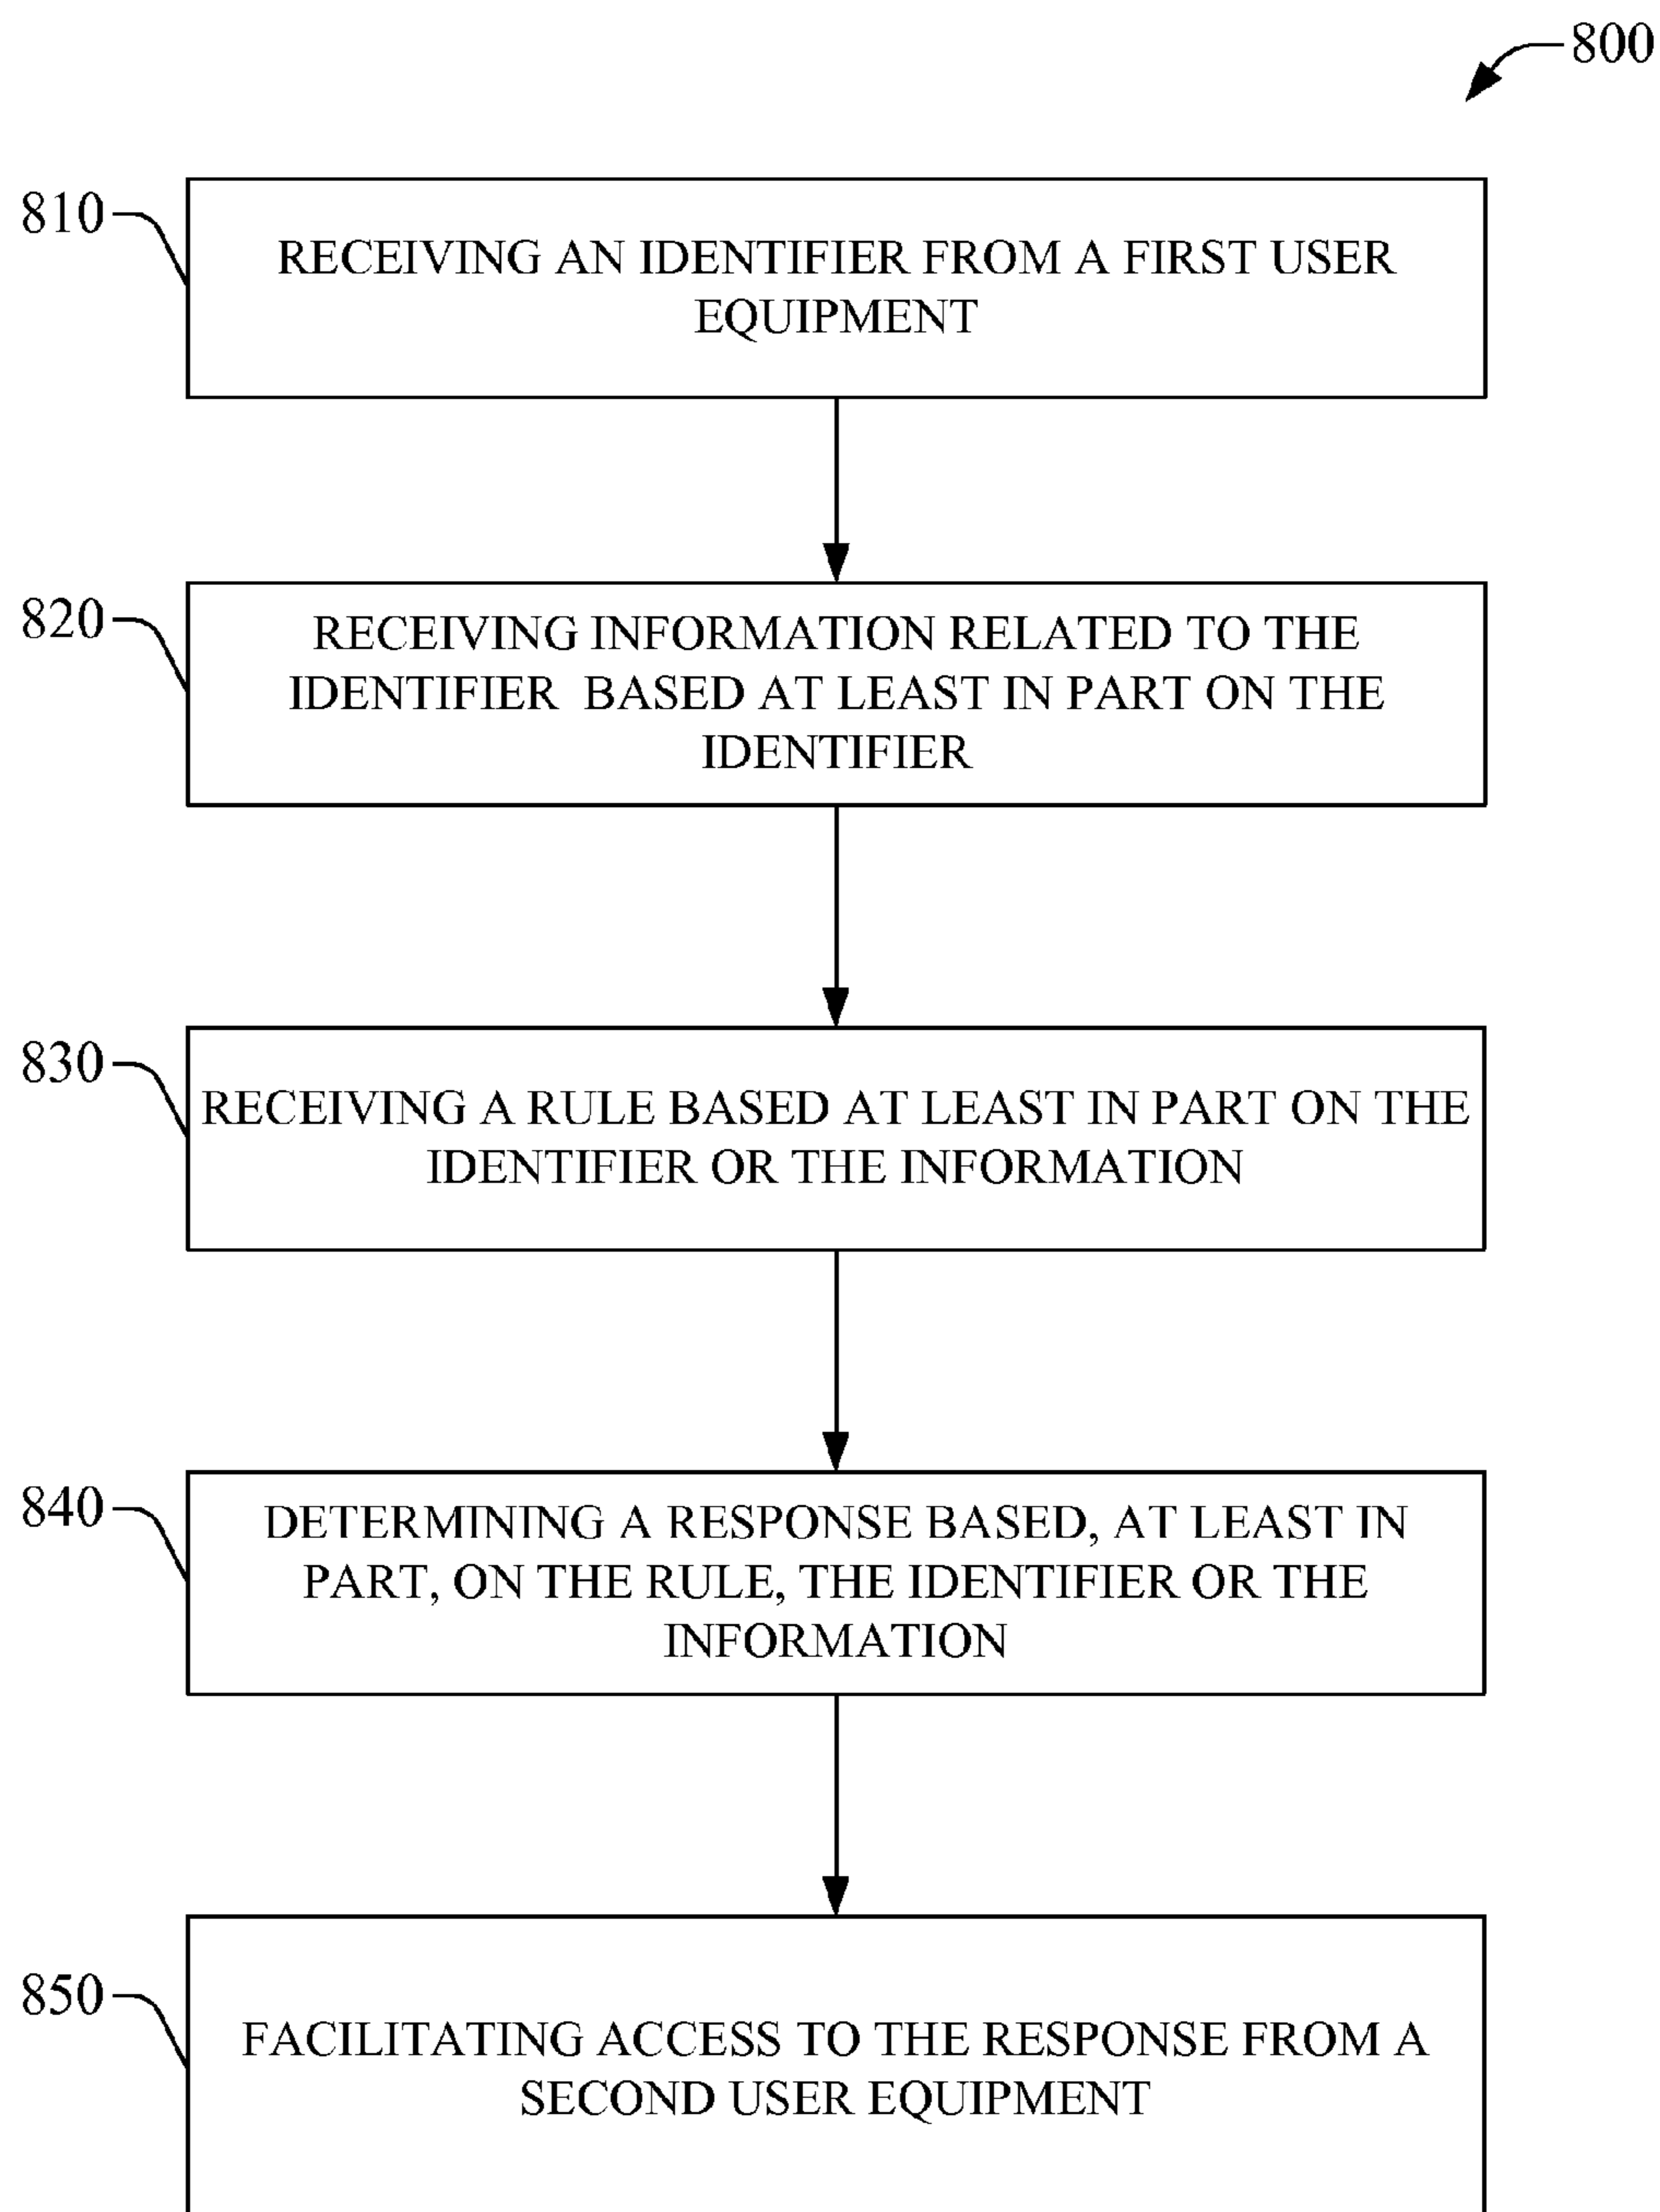 800
810
RECEIVING AN IDENTIFIER FROM A FIRST USER
EQUIPMENT
820
RECEIVING INFORMATION RELATED TO THE
IDENTIFIER BASED AT LEAST IN PART ON THE
IDENTIFIER
830
RECEIVING A RULE BASED AT LEAST IN PART ON THE
IDENTIFIER OR THE INFORMATION
840
DETERMINING A RESPONSE BASED, AT LEAST IN
PART, ON THE RULE, THE IDENTIFIER OR THE
INFORMATION
850
FACILITATING ACCESS TO THE RESPONSE FROM A
SECOND USER EQUIPMENT